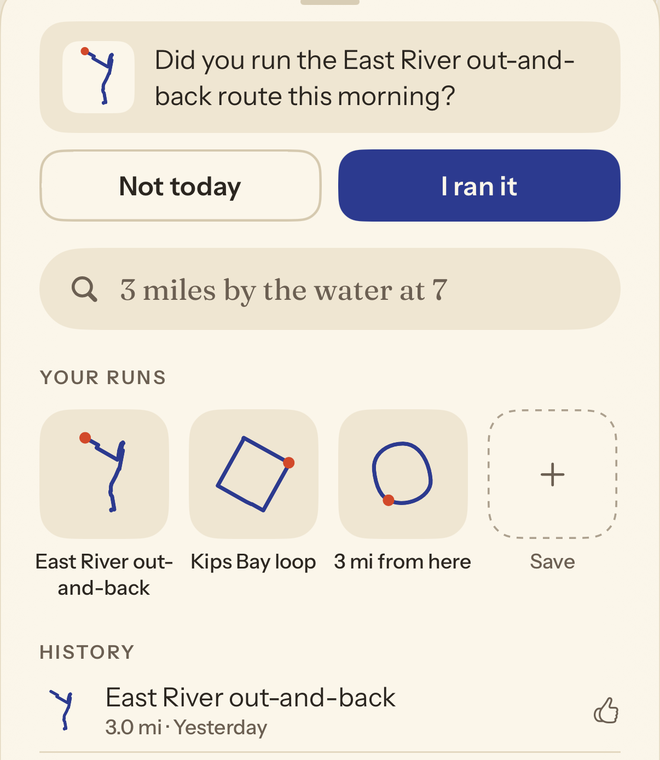 Did you run the East River out-and-
back route this morning?
Not today
I ran it
3 miles by the water at 7
YOUR RUNS
East River out-
and-back
Kips Bay loop
3 mi from here
Save
HISTORY
East River out-and-back
3.0 mi · Yesterday